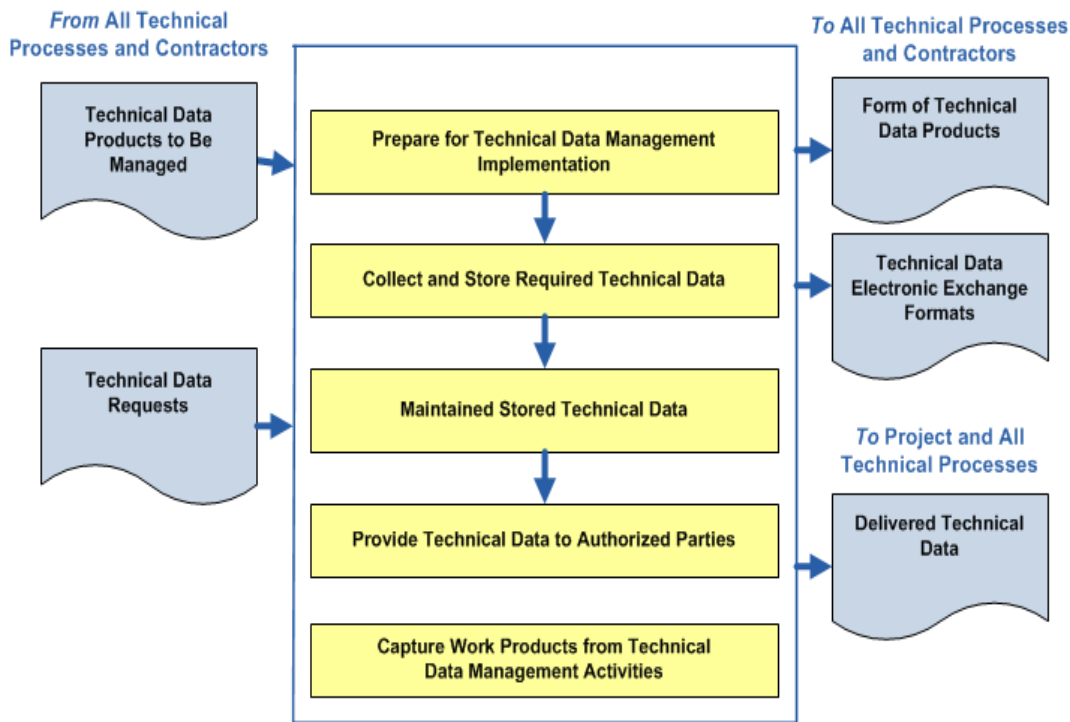 From All Technical
Processes and Contractors
Technical Data
Products to Be
Managed
Technical Data
Requests
Prepare for Technical Data Management
Implementation
Collect and Store Required Technical Data
Maintained Stored Technical Data
Provide Technical Data to Authorized Parties
Capture Work Products from Technical
Data Management Activities
To All Technical Processes
and Contractors
Form of Technical
Data Products
Technical Data
Electronic Exchange
Formats
To Project and All
Technical Processes
Delivered Technical
Data